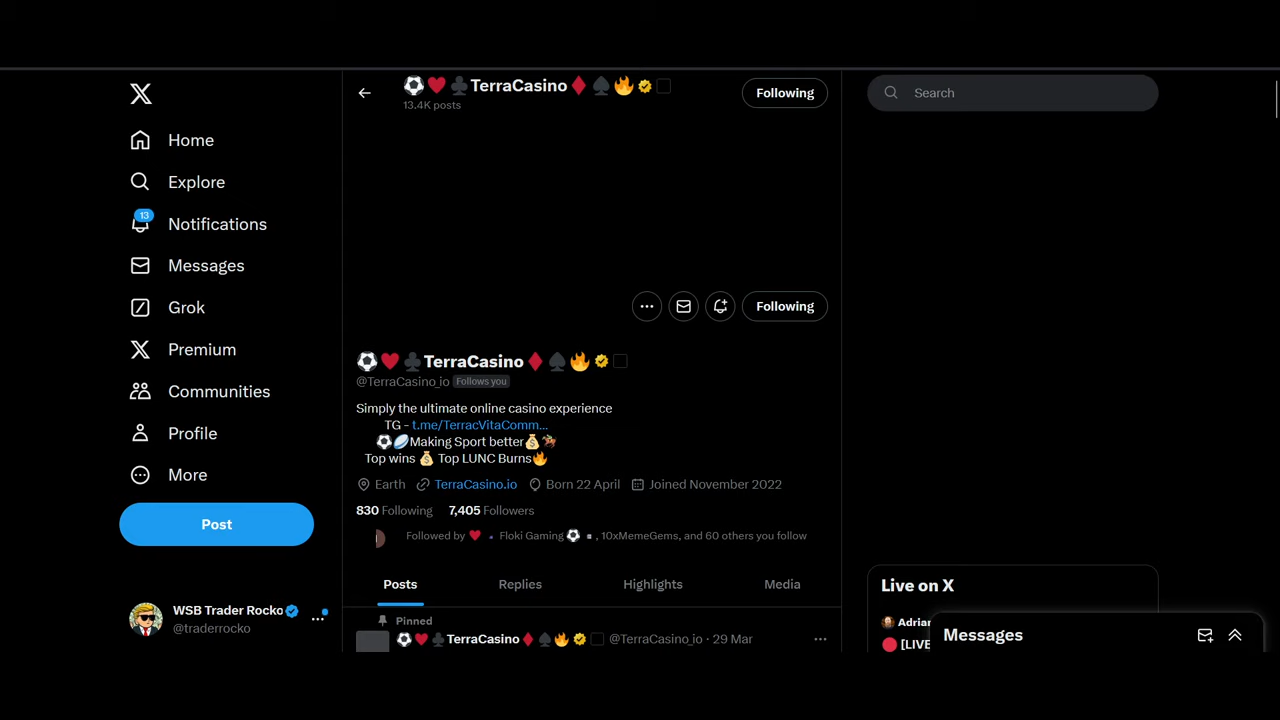 Home
Explore
13
Notifications
Messages
Grok
Premium
Communities
Profile
More
Post
WSB Trader Rocko
@traderrocko
⚽♥️♣️TerraCasino♦️♠️🔥
13.4K posts
Following
Following
⚽♥️♣️TerraCasino♦️♠️🔥
@TerraCasino_io Follows you
Simply the ultimate online casino experience
TG - t.me/TerracVitaComm...
⚽🏉Making Sport better💰🏇
Top wins 💰 Top LUNC Burns🔥
Earth TerraCasino.io Born 22 April Joined November 2022
830 Following 7,405 Followers
Followed by ♥️ Floki Gaming ⚽ , 10xMemeGems, and 60 others you follow
Posts Replies Highlights Media
Pinned
⚽♥️♣️TerraCasino♦️♠️🔥 @TerraCasino_io · 29 Mar
Search
Live on X
Adrian
[LIVE
Messages